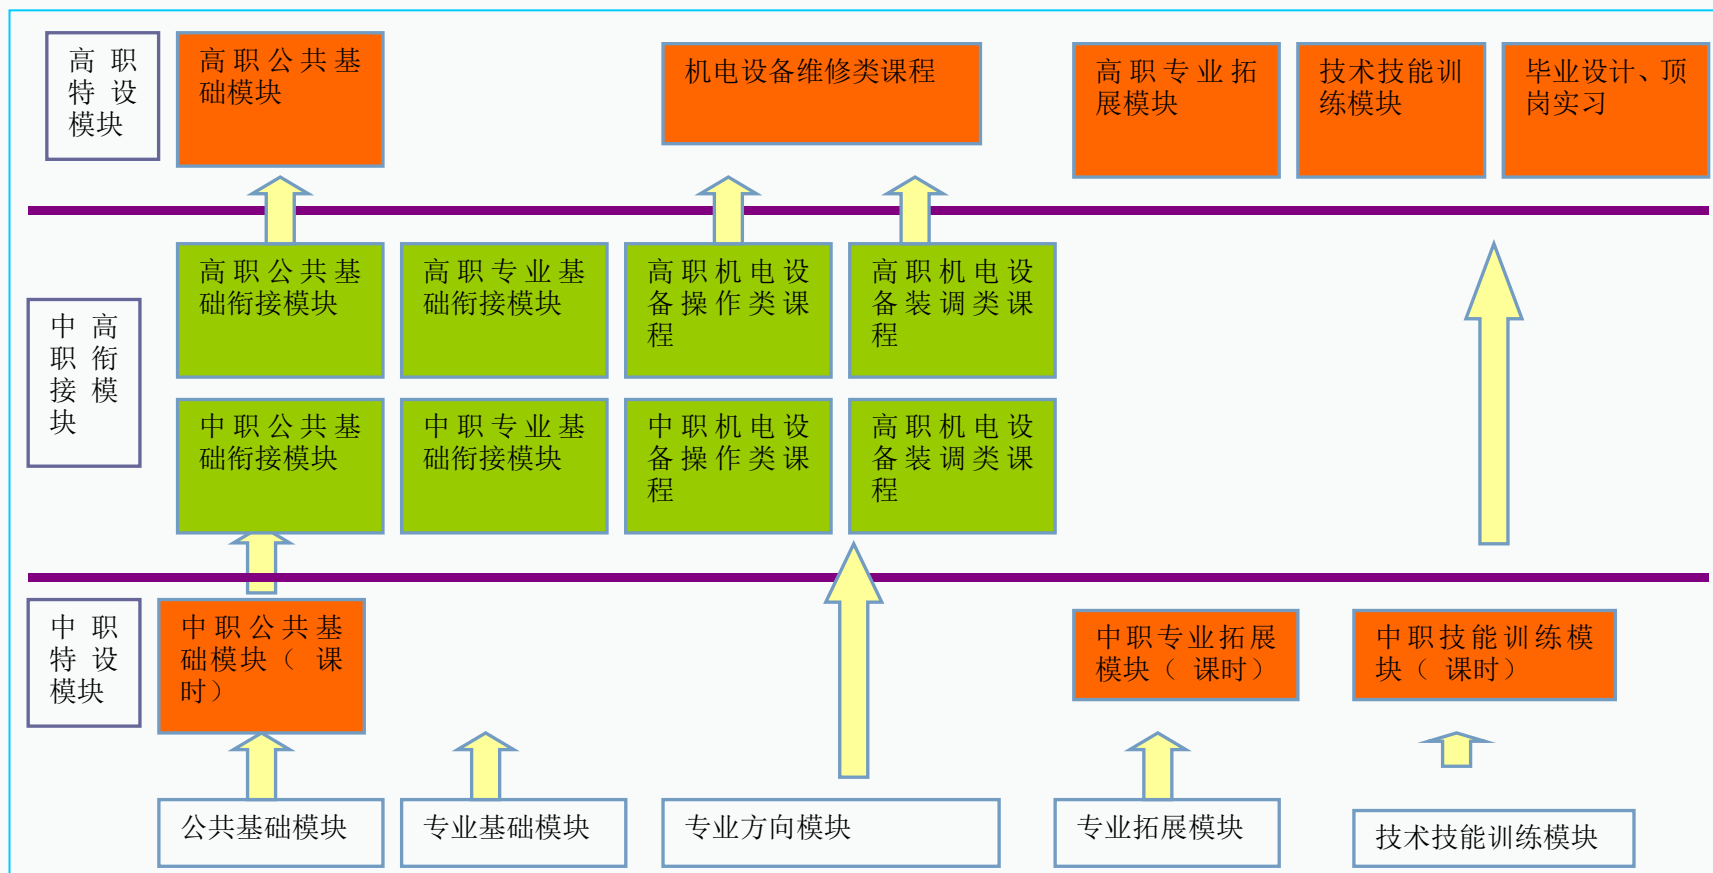 高职
特设
模块
高职公共基
础模块
机电设备维修类课程
高职专业拓
展模块
技术技能训
练模块
毕业设计、顶
岗实习
中高
职衔
接模
块
高职公共基
础衔接模块
高职专业基
础衔接模块
高职机电设
备操作类课
程
高职机电设
备装调类课
程
中职公共基
础衔接模块
中职专业基
础衔接模块
中职机电设
备操作类课
程
高职机电设
备装调类课
程
中职
特设
模块
中职公共基
础模块（ 课
时）
中职专业拓展
模块（ 课时）
中职技能训练模
块（ 课时）
公共基础模块
专业基础模块
专业方向模块
专业拓展模块
技术技能训练模块